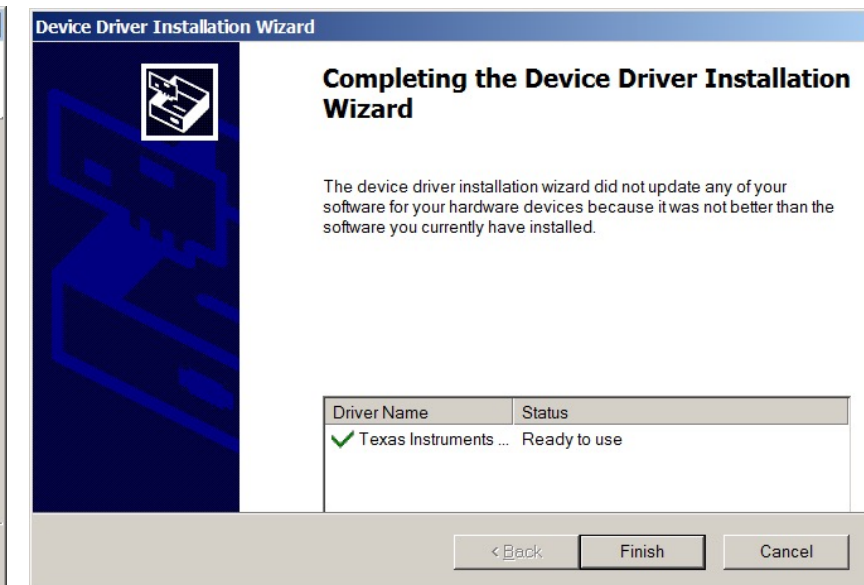 Device Driver Installation Wizard
Completing the Device Driver Installation
Wizard
The device driver installation wizard did not update any of your
software for your hardware devices because it was not better than the
software you currently have installed.
Driver Name Status
Texas Instruments ... Ready to use
< Back Finish Cancel